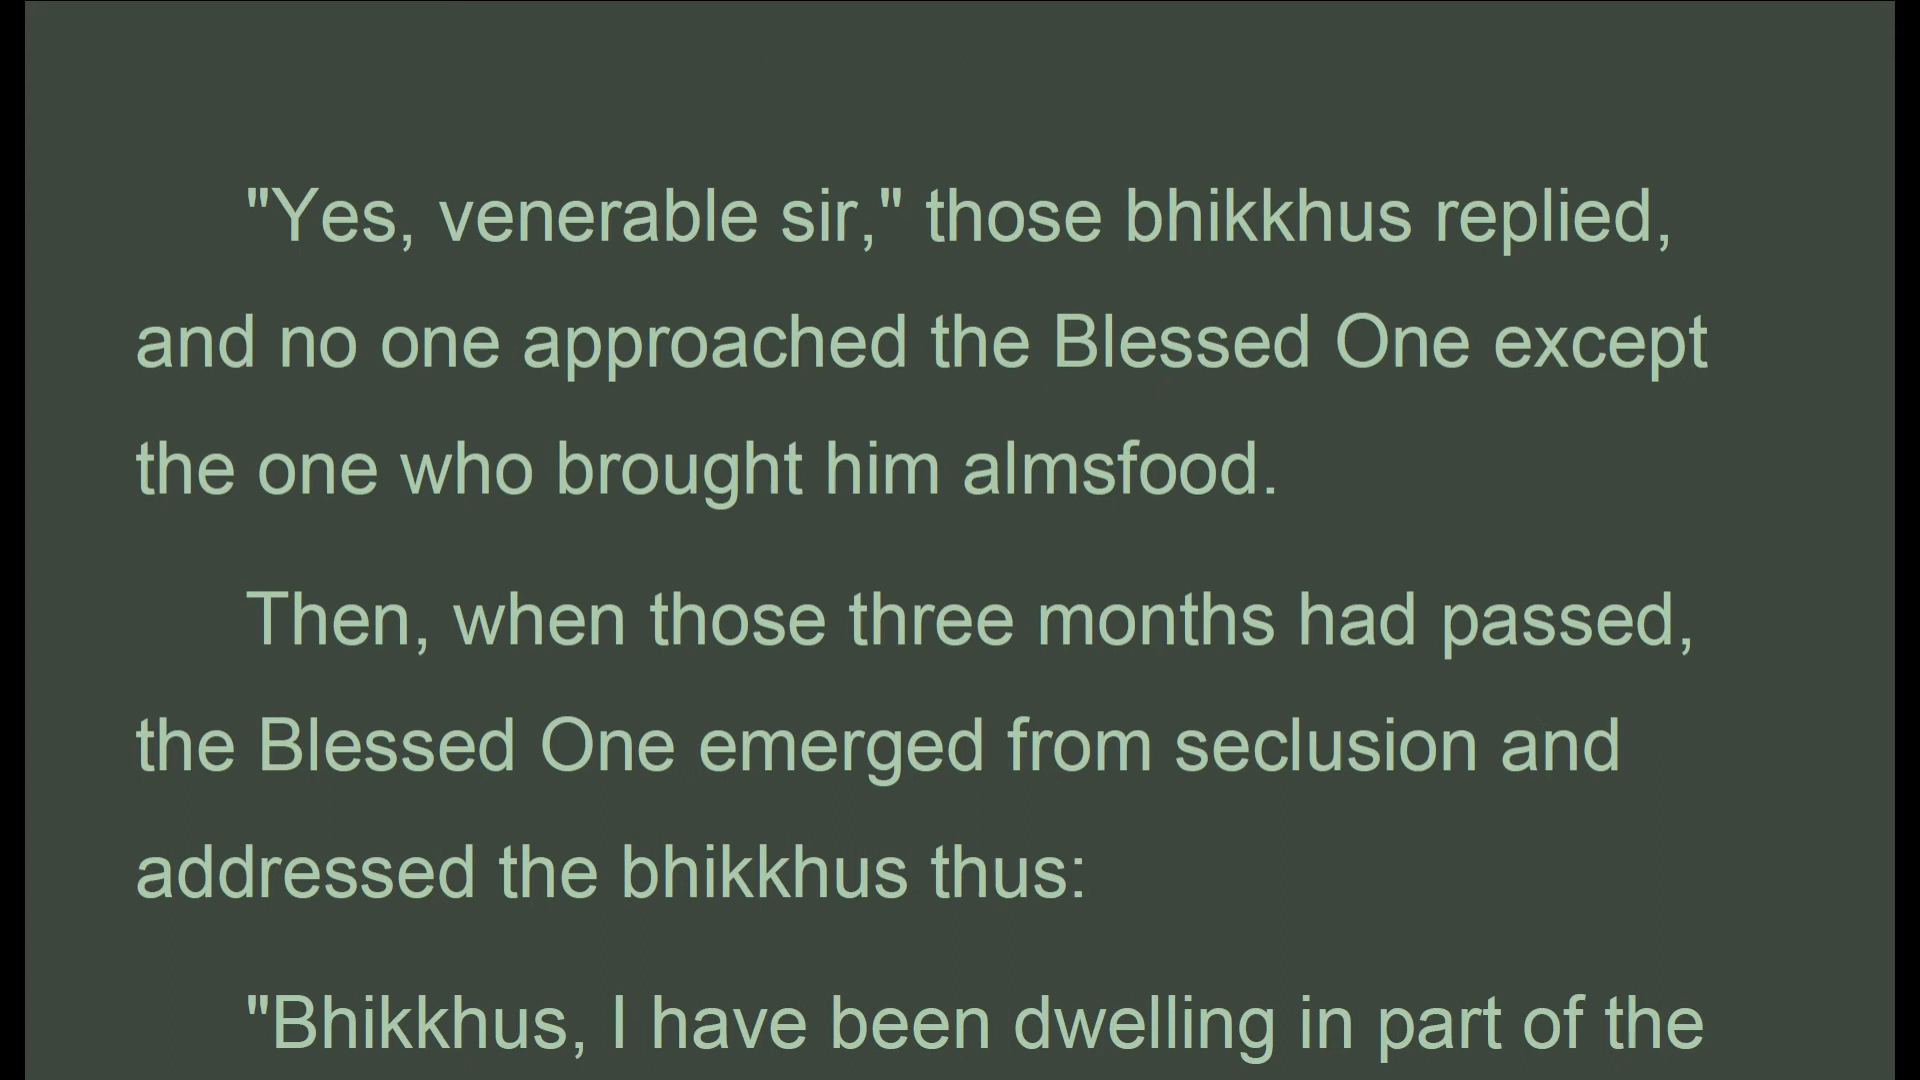 "Yes, venerable sir," those bhikkhus replied,
and no one approached the Blessed One except
the one who brought him almsfood.
Then, when those three months had passed,
the Blessed One emerged from seclusion and
addressed the bhikkhus thus:
"Bhikkhus, I have been dwelling in part of the